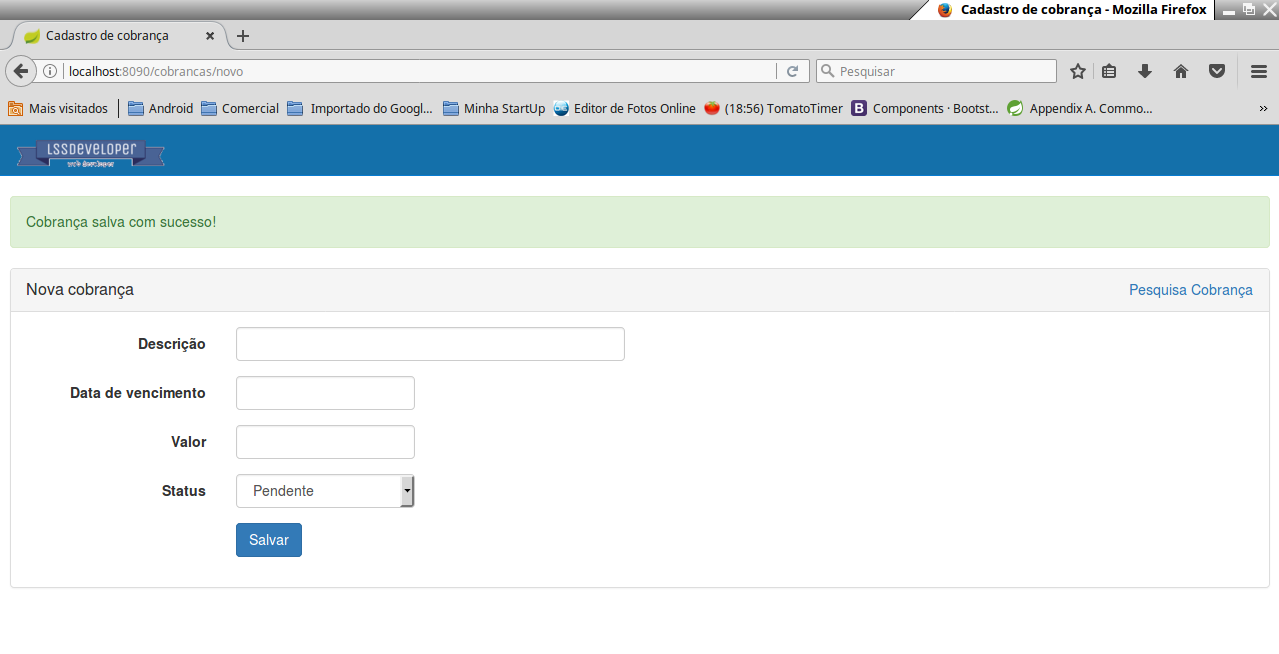 Cadastro de cobrança - Mozilla Firefox
Cadastro de cobrança
localhost:8090/cobrancas/novo
Pesquisar
Mais visitados Android Comercial Importado do Googl... Minha StartUp Editor de Fotos Online (18:56) TomatoTimer B Components · Bootst... Appendix A. Commo...
LSSDEVELOPER
Cobrança salva com sucesso!
Nova cobrança Pesquisa Cobrança
Descrição
Data de vencimento
Valor
Status Pendente
Salvar